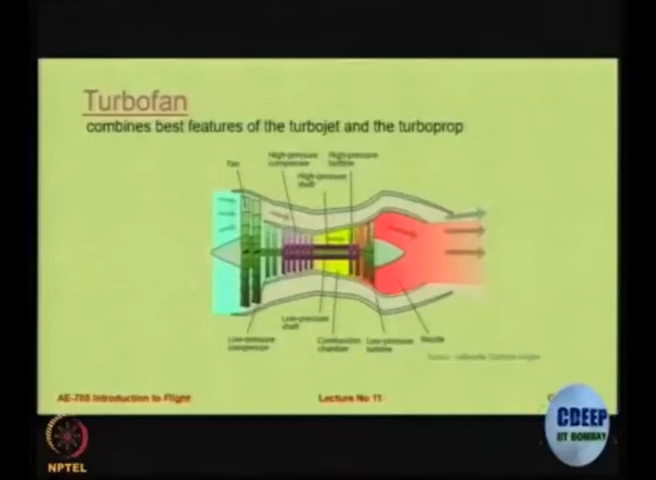 Turbofan
combines best features of the turbojet and the turboprop
High-pressure compressor
High-pressure turbine
Fan
High-pressure shaft
Low-pressure compressor
Low-pressure shaft
Combustion chamber
Low-pressure turbine
Nozzle
AE-705 Introduction to Flight
Lecture No 11
CDEEP
IIT BOMBAY
NPTEL